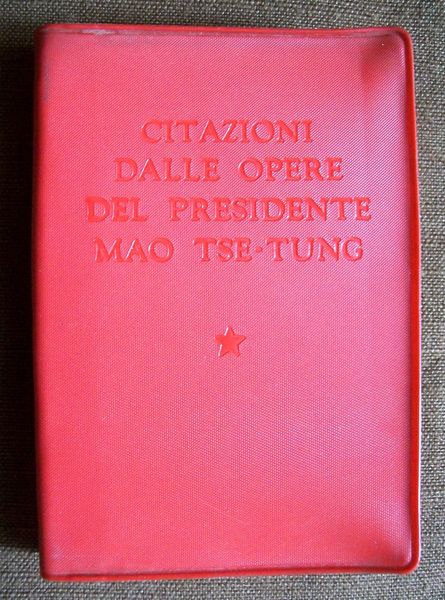 CITAZIONI
DALLE OPERE
DEL PRESIDENTE
MAO TSE-TUNG